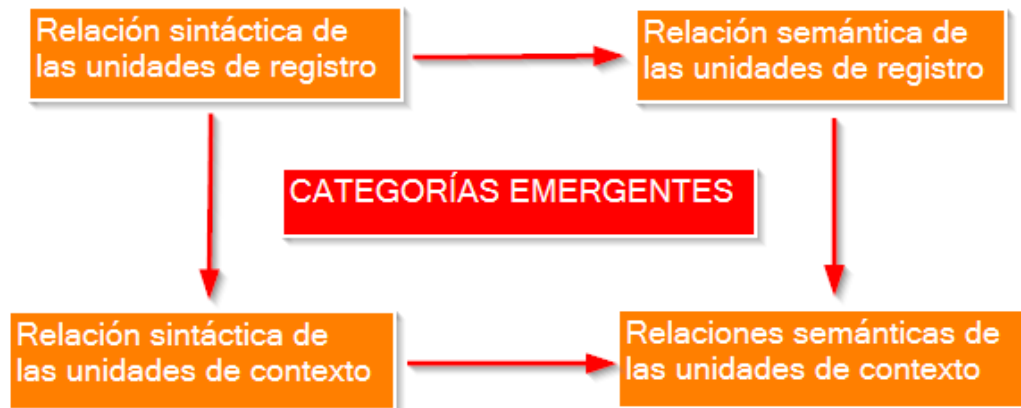 Relación sintáctica de
las unidades de registro
Relación semántica de
las unidades de registro
CATEGORÍAS EMERGENTES
Relación sintáctica de
las unidades de contexto
Relaciones semánticas de
las unidades de contexto